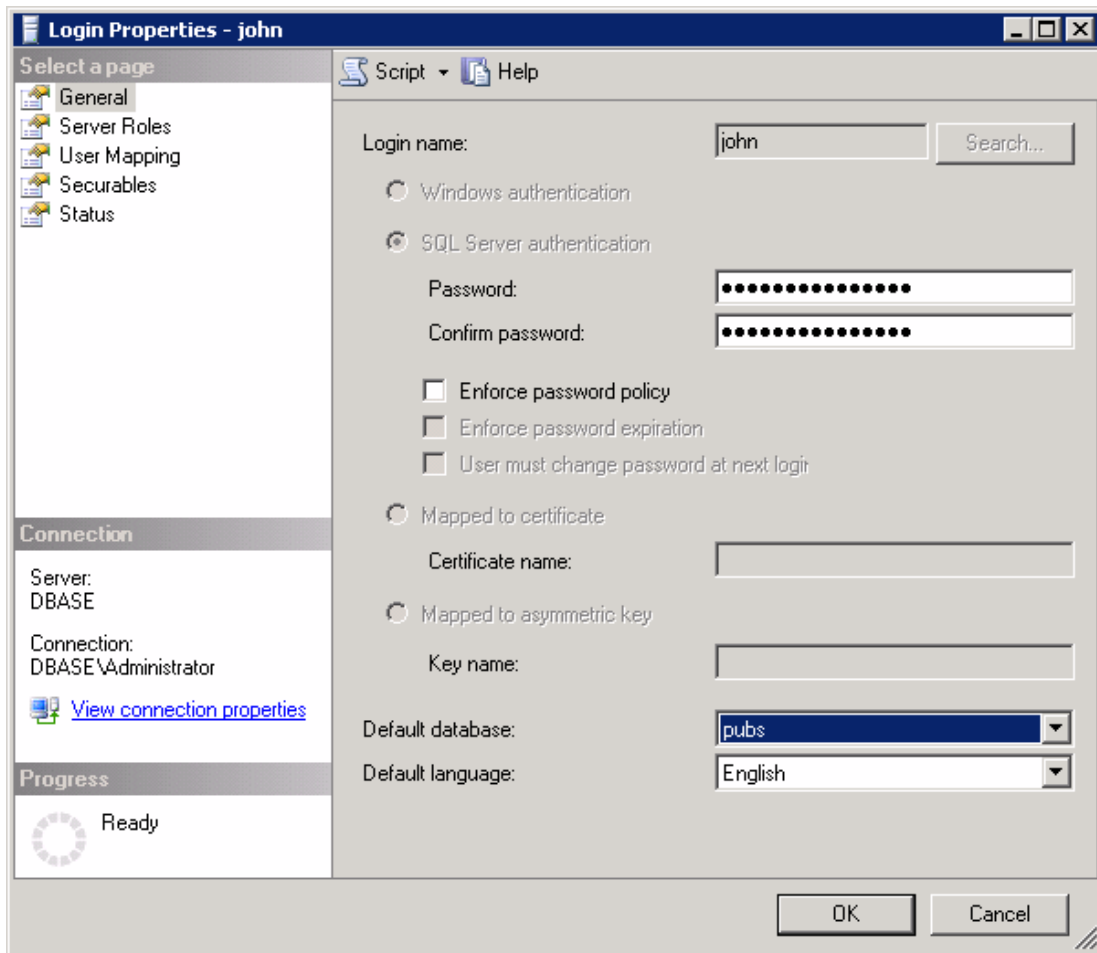 Login Properties - john
Select a page
General
Server Roles
User Mapping
Securables
Status
Connection
Server:
DBASE
Connection:
DBASE\Administrator
View connection properties
Progress
Ready
Script
Help
Login name:
john
Search...
Windows authentication
SQL Server authentication
Password:
●●●●●●●●●●●●●●●
Confirm password:
●●●●●●●●●●●●●●●
Enforce password policy
Enforce password expiration
User must change password at next login
Mapped to certificate
Certificate name:
Mapped to asymmetric key
Key name:
Default database:
pubs
Default language:
English
OK
Cancel